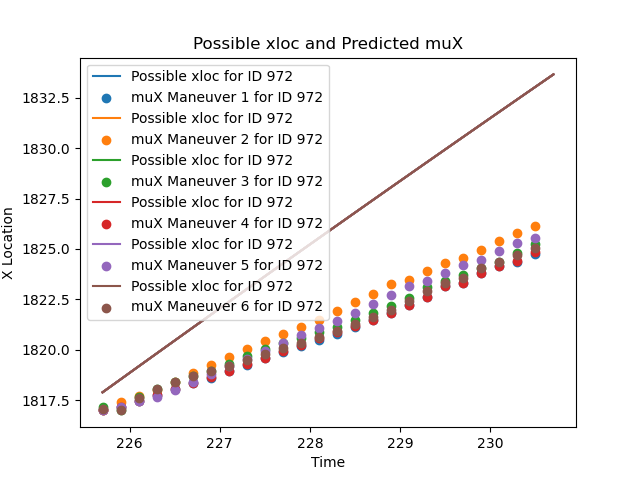 Possible xloc and Predicted muX
Possible xloc for ID 972
muX Maneuver 1 for ID 972
Possible xloc for ID 972
muX Maneuver 2 for ID 972
Possible xloc for ID 972
muX Maneuver 3 for ID 972
Possible xloc for ID 972
muX Maneuver 4 for ID 972
Possible xloc for ID 972
muX Maneuver 5 for ID 972
Possible xloc for ID 972
muX Maneuver 6 for ID 972
X Location
1832.5
1830.0
1827.5
1825.0
1822.5
1820.0
1817.5
226 227 228 229 230
Time